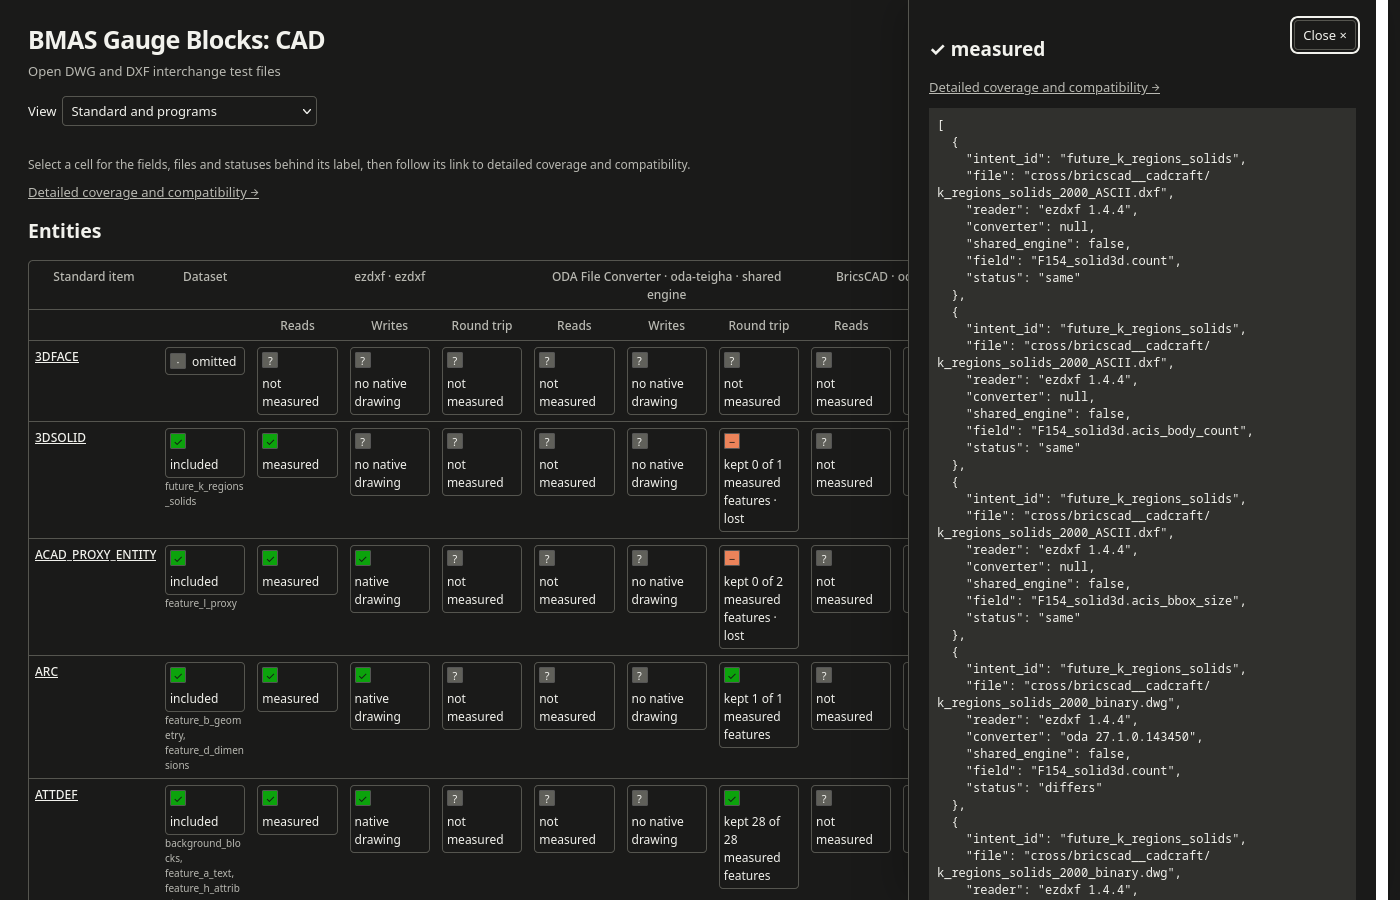 BMAS Gauge Blocks: CAD
Open DWG and DXF interchange test files
View Standard and programs
Select a cell for the fields, files and statuses behind its label, then follow its link to detailed coverage and compatibility.
Detailed coverage and compatibility →
Entities
Standard item Dataset ezdxf · ezdxf ODA File Converter · oda-teigha · shared BricsCAD · o
engine
Reads Writes Round trip Reads Writes Round trip Reads
3DFACE · omitted ? ? ? ? ? ? ?
not no native not not no native not not
measured drawing measured measured drawing measured measured
3DSOLID ✓ ✓ ? ? ? ? − ?
included measured no native not not no native kept 0 of 1 not
future_k_regions drawing measured measured drawing measured measured
_solids features ·
lost
ACAD_PROXY_ENTITY ✓ ✓ ✓ ? ? ? − ?
included measured native not not no native kept 0 of 2 not
feature_l_proxy drawing measured measured drawing measured measured
features ·
lost
ARC ✓ ✓ ✓ ? ? ? ✓ ?
included measured native not not no native kept 1 of 1 not
feature_b_geom drawing measured measured drawing measured measured
etry, features
feature_d_dimen
sions
ATTDEF ✓ ✓ ✓ ? ? ? ✓ ?
included measured native not not no native kept 28 of not
background_blo drawing measured measured drawing 28 measured
cks, measured
feature_a_text, features
feature_h_attrib
Close ×
✓ measured
Detailed coverage and compatibility →
[
{
"intent_id": "future_k_regions_solids",
"file": "cross/bricscad__cadcraft/
k_regions_solids_2000_ASCII.dxf",
"reader": "ezdxf 1.4.4",
"converter": null,
"shared_engine": false,
"field": "F154_solid3d.count",
"status": "same"
},
{
"intent_id": "future_k_regions_solids",
"file": "cross/bricscad__cadcraft/
k_regions_solids_2000_ASCII.dxf",
"reader": "ezdxf 1.4.4",
"converter": null,
"shared_engine": false,
"field": "F154_solid3d.acis_body_count",
"status": "same"
},
{
"intent_id": "future_k_regions_solids",
"file": "cross/bricscad__cadcraft/
k_regions_solids_2000_ASCII.dxf",
"reader": "ezdxf 1.4.4",
"converter": null,
"shared_engine": false,
"field": "F154_solid3d.acis_bbox_size",
"status": "same"
},
{
"intent_id": "future_k_regions_solids",
"file": "cross/bricscad__cadcraft/
k_regions_solids_2000_binary.dwg",
"reader": "ezdxf 1.4.4",
"converter": "oda 27.1.0.143450",
"shared_engine": false,
"field": "F154_solid3d.count",
"status": "differs"
},
{
"intent_id": "future_k_regions_solids",
"file": "cross/bricscad__cadcraft/
k_regions_solids_2000_binary.dwg",
"reader": "ezdxf 1.4.4",